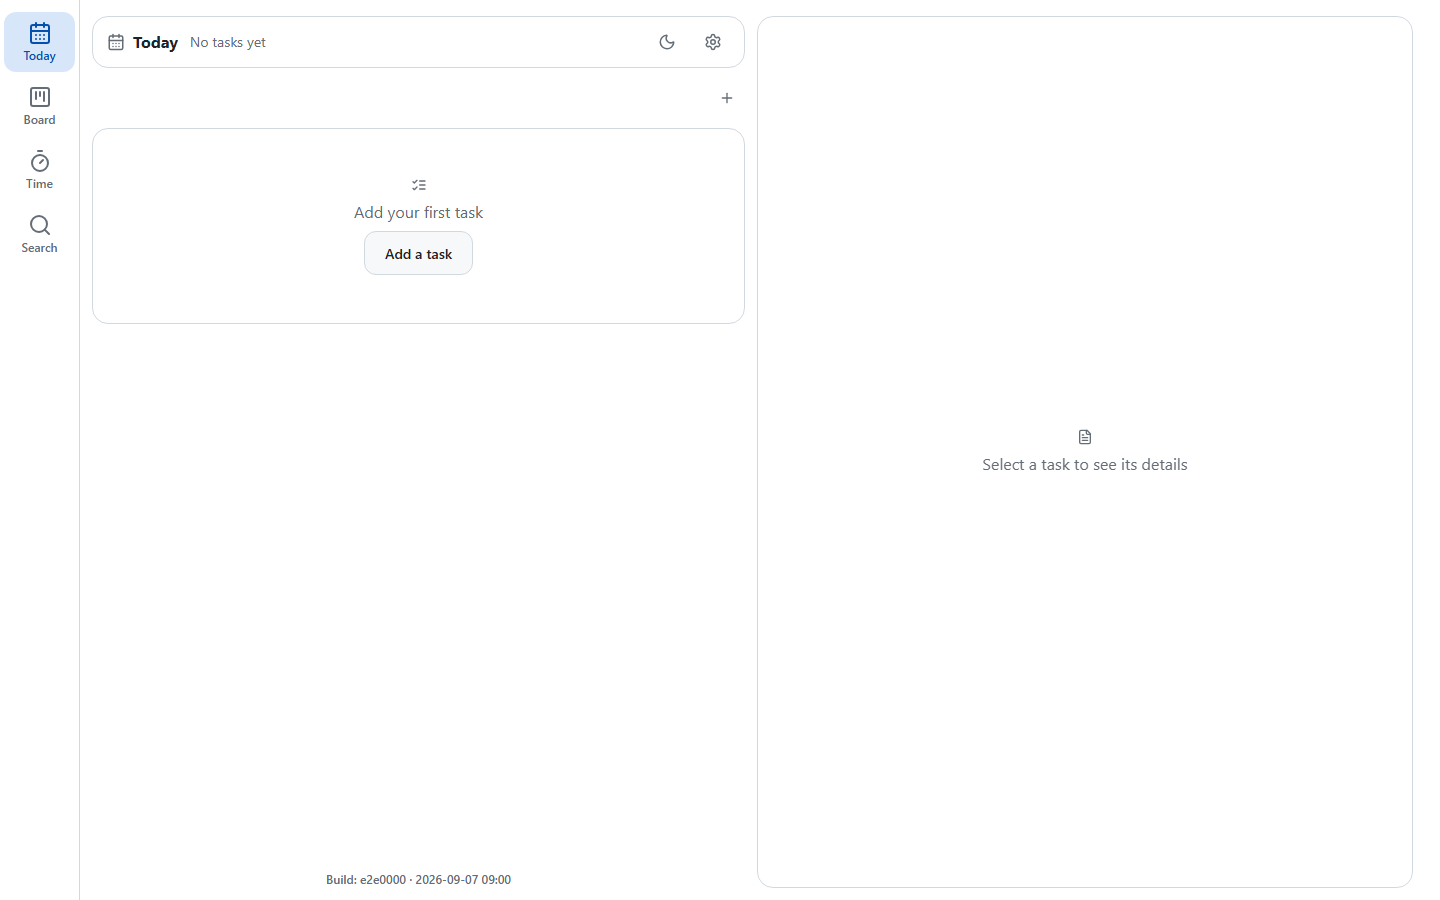 Today
Board
Time
Search
Today No tasks yet
Add your first task
Add a task
Build: e2e0000 · 2026-09-07 09:00
Select a task to see its details